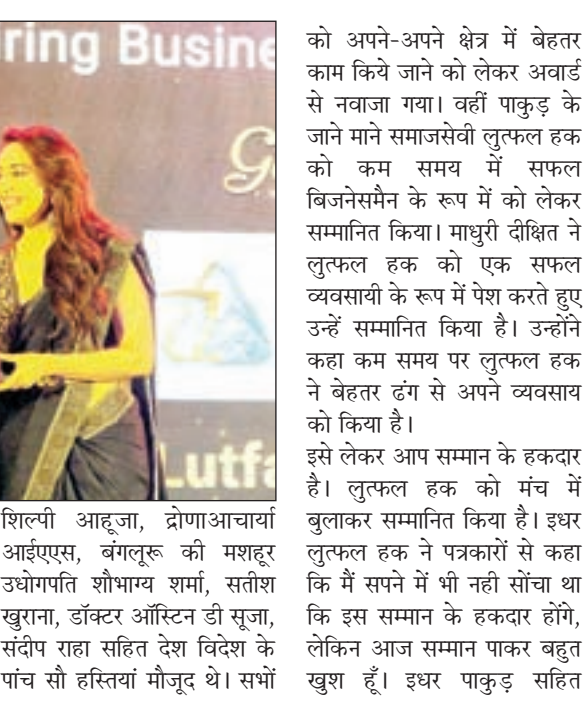 ring Busine
G
Lutfa
शिल्पी आहूजा, द्रोणाआचार्या
आईएएस, बंगलूरू की मशहूर
उधोगपति शौभाग्य शर्मा, सतीश
खुराना, डॉक्टर ऑस्टिन डी सूजा,
संदीप राहा सहित देश विदेश के
पांच सौ हस्तियां मौजूद थे। सभों
को अपने-अपने क्षेत्र में बेहतर
काम किये जाने को लेकर अवार्ड
से नवाजा गया। वहीं पाकुड़ के
जाने माने समाजसेवी लुत्फल हक
को कम समय में सफल
बिजनेसमैन के रूप में को लेकर
सम्मानित किया। माधुरी दीक्षित ने
लुत्फल हक को एक सफल
व्यवसायी के रूप में पेश करते हुए
उन्हें सम्मानित किया है। उन्होंने
कहा कम समय पर लुत्फल हक
ने बेहतर ढंग से अपने व्यवसाय
को किया है।
इसे लेकर आप सम्मान के हकदार
है। लुत्फल हक को मंच में
बुलाकर सम्मानित किया है। इधर
लुत्फल हक ने पत्रकारों से कहा
कि मैं सपने में भी नही सोंचा था
कि इस सम्मान के हकदार होंगे,
लेकिन आज सम्मान पाकर बहुत
खुश हूँ। इधर पाकुड़ सहित